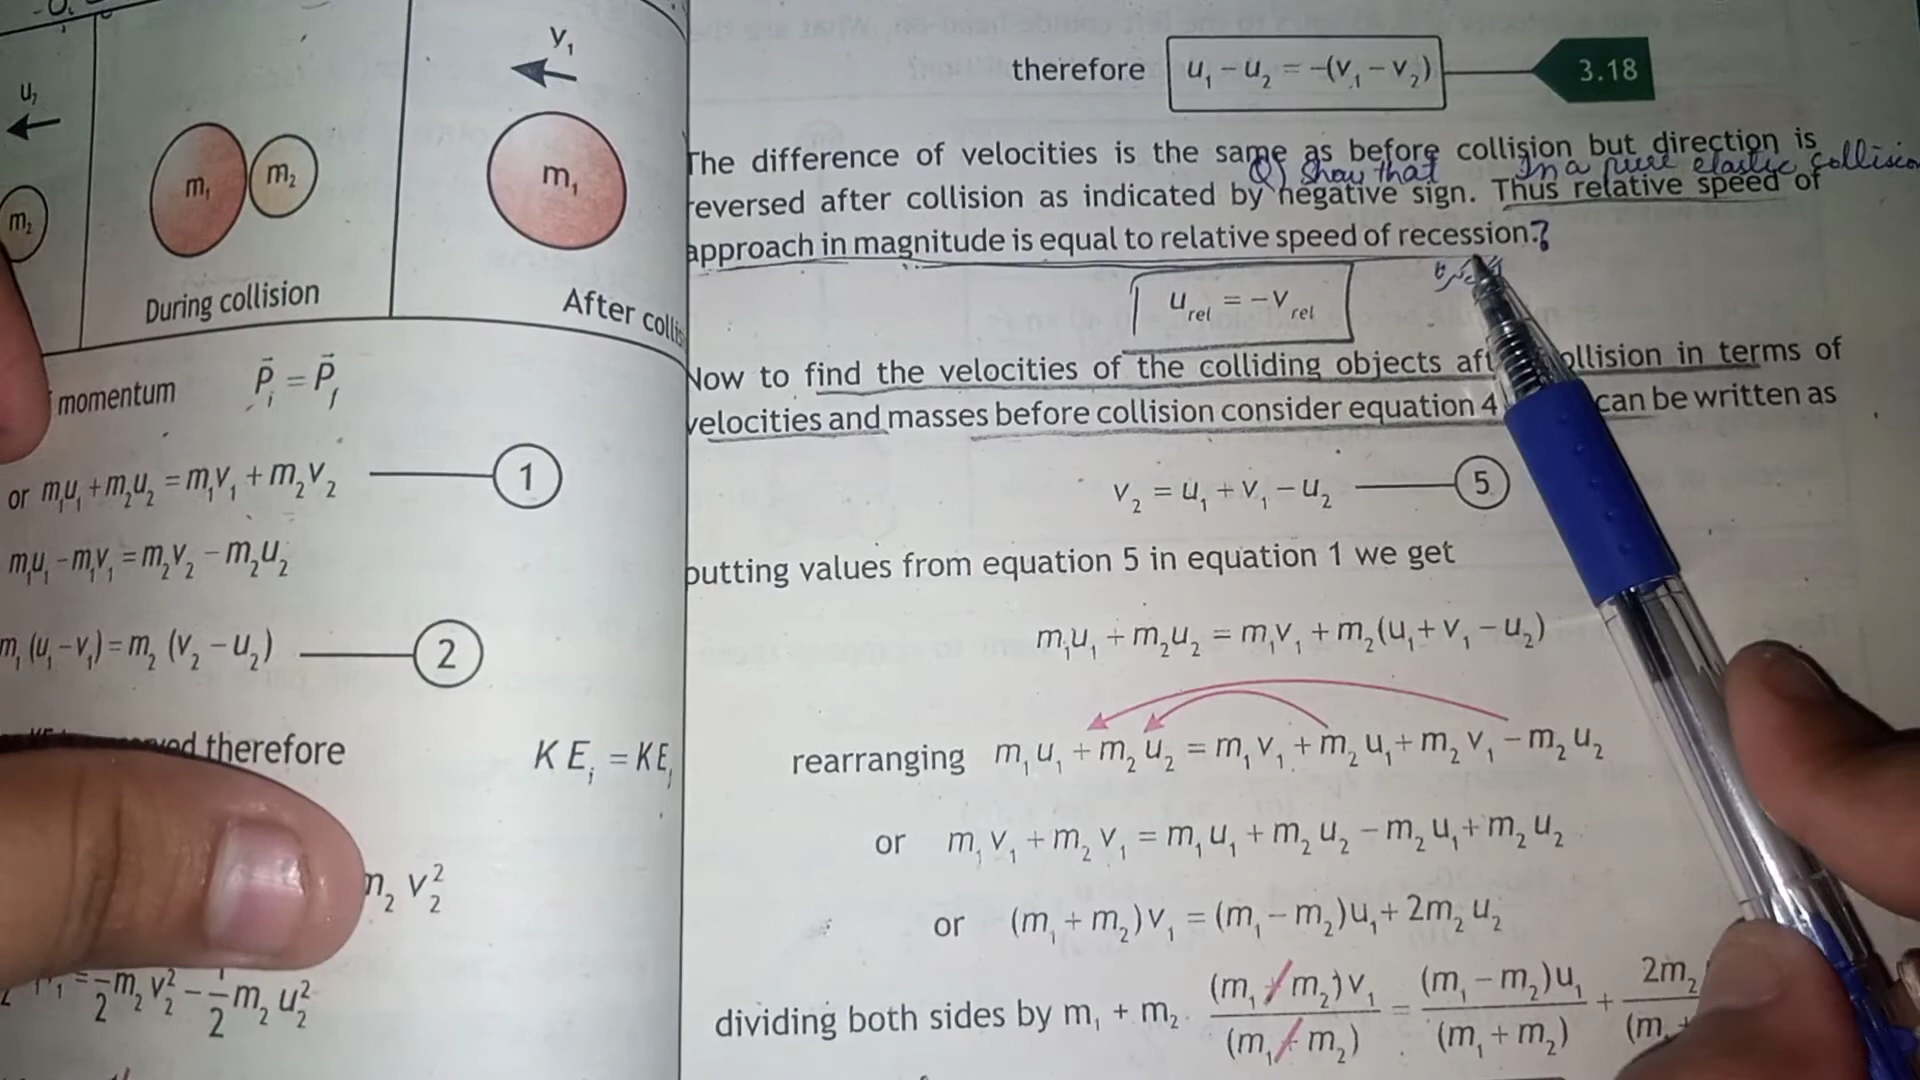 u₂
m₂
m₁
m₂
During collision
v₁
m₁
After colli
momentum P⃗ᵢ = P⃗f
or m₁u₁ + m₂u₂ = m₁v₁ + m₂v₂ 1
m₁u₁ - m₁v₁ = m₂v₂ - m₂u₂
m₁(u₁ - v₁) = m₂(v₂ - u₂) 2
therefore KEᵢ = KE
m₂ v₂²
m₂v₂² - ½m₂u₂²
therefore u₁ - u₂ = -(v₁ - v₂) 3.18
The difference of velocities is the same as before collision but direction is
Q) Show that In a pure elastic collision
reversed after collision as indicated by negative sign. Thus relative speed of
approach in magnitude is equal to relative speed of recession.?
u rel = -v rel
Now to find the velocities of the colliding objects aft ollision in terms of
velocities and masses before collision consider equation 4 can be written as
v₂ = u₁ + v₁ - u₂ 5
putting values from equation 5 in equation 1 we get
m₁u₁ + m₂u₂ = m₁v₁ + m₂(u₁ + v₁ - u₂)
rearranging m₁u₁ + m₂u₂ = m₁v₁ + m₂u₁ + m₂v₁ - m₂u₂
or m₁v₁ + m₂v₁ = m₁u₁ + m₂u₂ - m₂u₁ + m₂u₂
or (m₁ + m₂)v₁ = (m₁ - m₂)u₁ + 2m₂u₂
dividing both sides by m₁ + m₂. (m₁ + m₂)v₁/(m₁ + m₂) = (m₁ - m₂)u₁/(m₁ + m₂) + 2m₂/(m₁ +